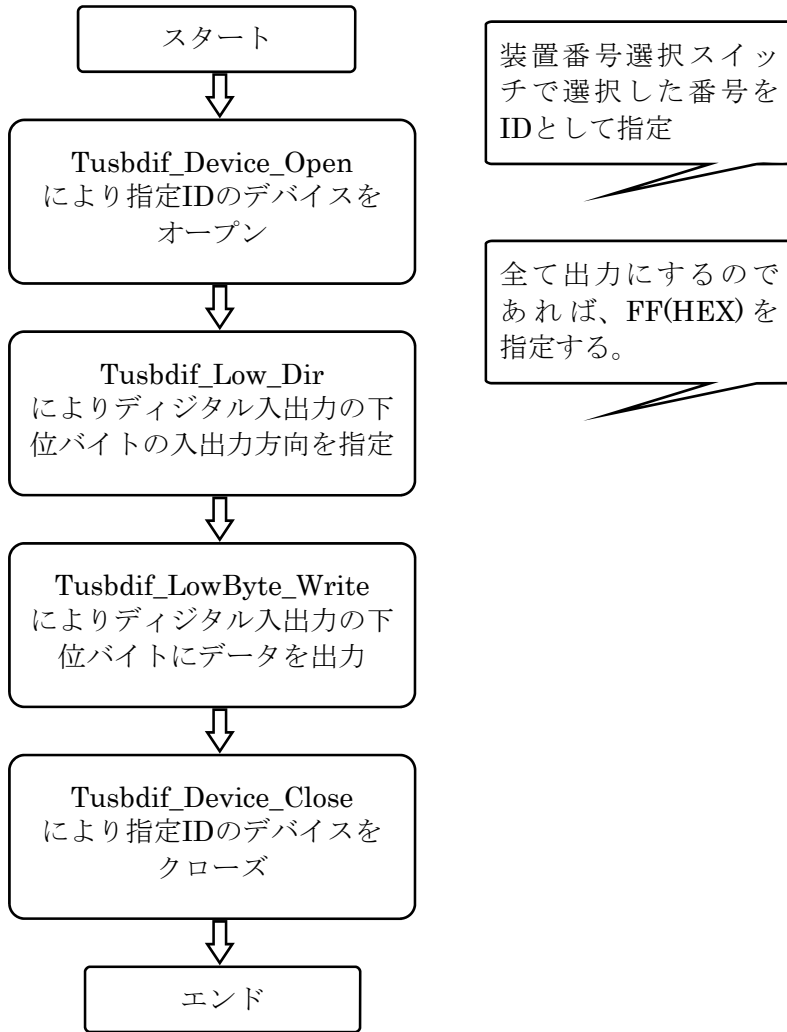 スタート
装置番号選択スイッ
チで選択した番号を
IDとして指定
Tusbdif_Device_Open
により指定IDのデバイスを
オープン
全て出力にするので
あれば、FF(HEX)を
指定する。
Tusbdif_Low_Dir
によりディジタル入出力の下
位バイトの入出力方向を指定
Tusbdif_LowByte_Write
によりディジタル入出力の下
位バイトにデータを出力
Tusbdif_Device_Close
により指定IDのデバイスを
クローズ
エンド